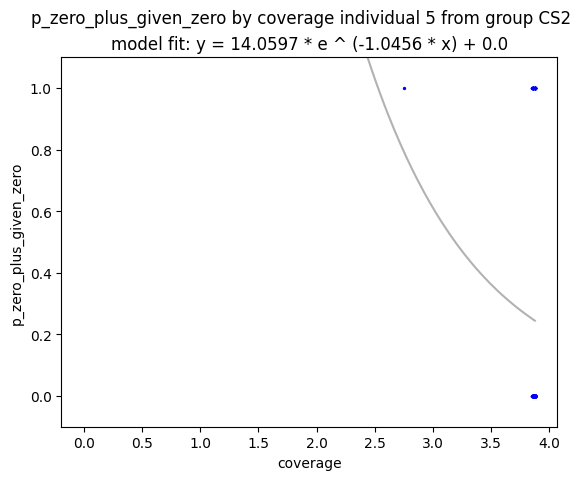 p_zero_plus_given_zero by coverage individual 5 from group CS2
model fit: y = 14.0597 * e ^ (-1.0456 * x) + 0.0
p_zero_plus_given_zero
1.0
0.8
0.6
0.4
0.2
0.0
0.0 0.5 1.0 1.5 2.0 2.5 3.0 3.5 4.0
coverage